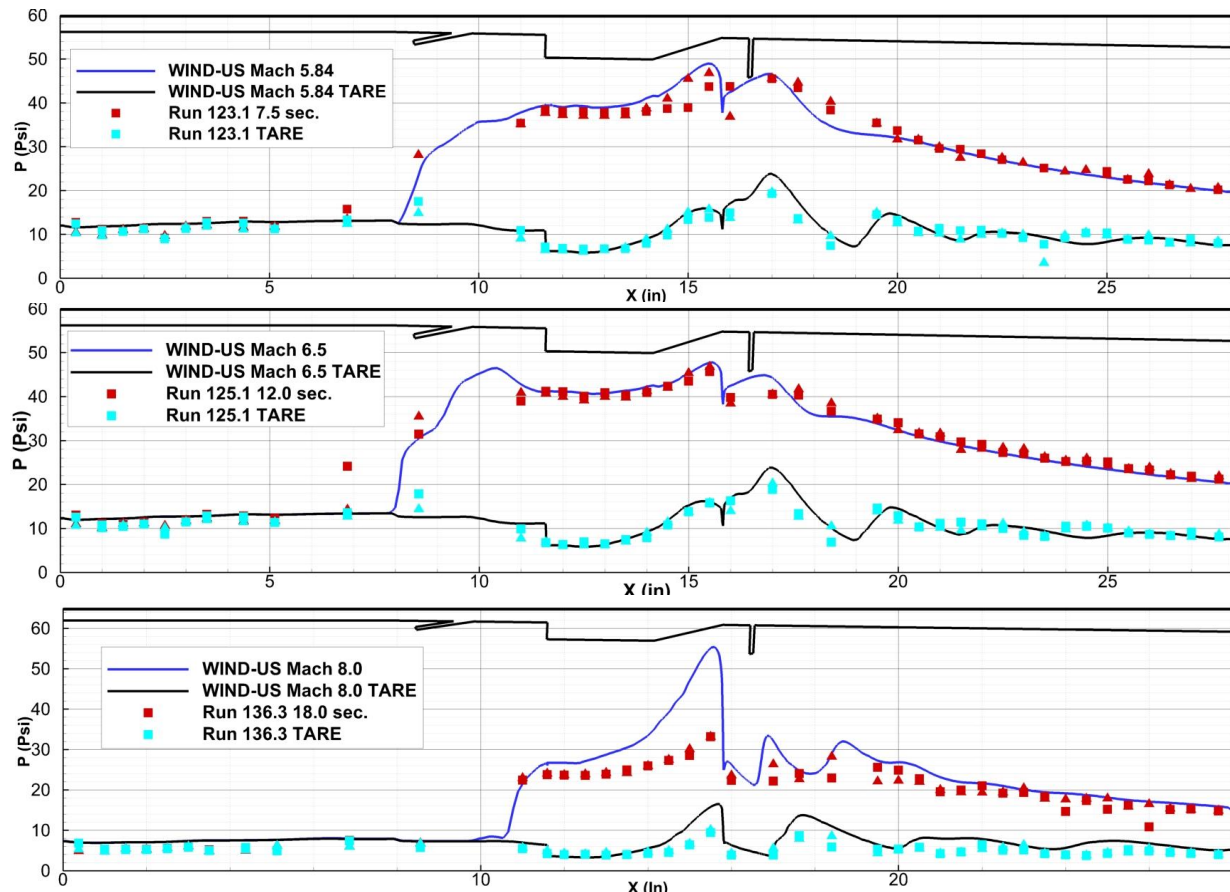 60
50
40
30
20
10
0
P (Psi)
WIND-US Mach 5.84
WIND-US Mach 5.84 TARE
Run 123.1 7.5 sec.
Run 123.1 TARE
0 5 10 15 20 25
X (in)
60
50
40
30
20
10
0
P (Psi)
WIND-US Mach 6.5
WIND-US Mach 6.5 TARE
Run 125.1 12.0 sec.
Run 125.1 TARE
0 5 10 15 20 25
X (in)
60
50
40
30
20
10
0
P (Psi)
WIND-US Mach 8.0
WIND-US Mach 8.0 TARE
Run 136.3 18.0 sec.
Run 136.3 TARE
0 10 20
X (In)